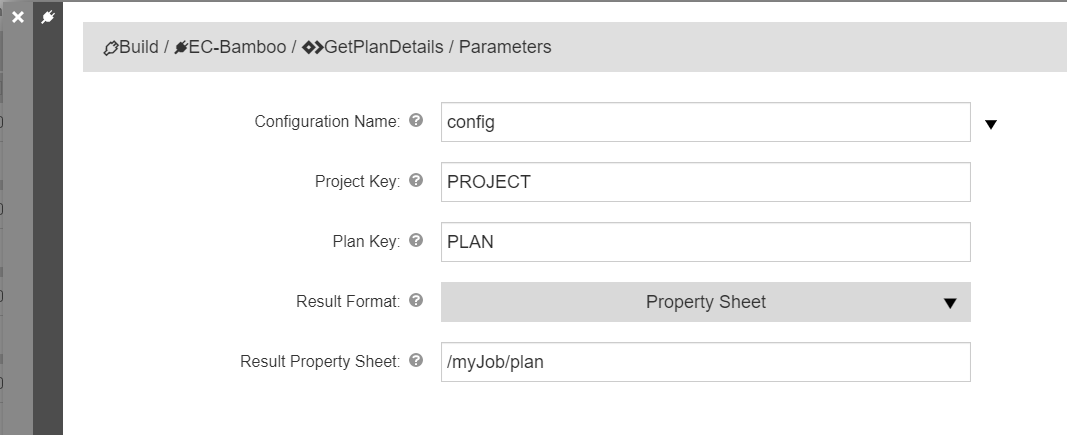 Build / EC-Bamboo / GetPlanDetails / Parameters
Configuration Name: config
Project Key: PROJECT
Plan Key: PLAN
Result Format: Property Sheet
Result Property Sheet: /myJob/plan